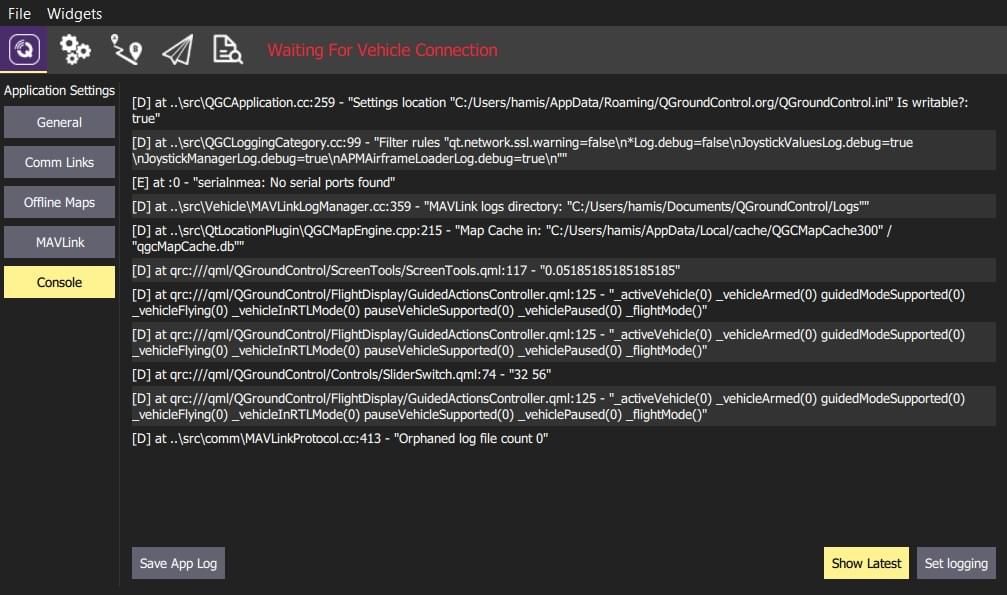 File Widgets
Waiting For Vehicle Connection
Application Settings
General
Comm Links
Offline Maps
MAVLink
Console
[D] at ..\src\QGCApplication.cc:259 - "Settings location "C:/Users/hamis/AppData/Roaming/QGroundControl.org/QGroundControl.ini" Is writable?:
true"
[D] at ..\src\QGCLoggingCategory.cc:99 - "Filter rules "qt.network.ssl.warning=false\n*Log.debug=false\nJoystickValuesLog.debug=true
\nJoystickManagerLog.debug=true\nAPMAirframeLoaderLog.debug=true\n""
[E] at :0 - "serialnmea: No serial ports found"
[D] at ..\src\Vehicle\MAVLinkLogManager.cc:359 - "MAVLink logs directory: "C:/Users/hamis/Documents/QGroundControl/Logs""
[D] at ..\src\QtLocationPlugin\QGCMapEngine.cpp:215 - "Map Cache in: "C:/Users/hamis/AppData/Local/cache/QGCMapCache300" /
"qgcMapCache.db""
[D] at qrc:///qml/QGroundControl/ScreenTools/ScreenTools.qml:117 - "0.05185185185185185"
[D] at qrc:///qml/QGroundControl/FlightDisplay/GuidedActionsController.qml:125 - "_activeVehicle(0) _vehicleArmed(0) guidedModeSupported(0)
_vehicleFlying(0) _vehicleInRTLMode(0) pauseVehicleSupported(0) _vehiclePaused(0) _flightMode()"
[D] at qrc:///qml/QGroundControl/FlightDisplay/GuidedActionsController.qml:125 - "_activeVehicle(0) _vehicleArmed(0) guidedModeSupported(0)
_vehicleFlying(0) _vehicleInRTLMode(0) pauseVehicleSupported(0) _vehiclePaused(0) _flightMode()"
[D] at qrc:///qml/QGroundControl/Controls/SliderSwitch.qml:74 - "32 56"
[D] at qrc:///qml/QGroundControl/FlightDisplay/GuidedActionsController.qml:125 - "_activeVehicle(0) _vehicleArmed(0) guidedModeSupported(0)
_vehicleFlying(0) _vehicleInRTLMode(0) pauseVehicleSupported(0) _vehiclePaused(0) _flightMode()"
[D] at ..\src\comm\MAVLinkProtocol.cc:413 - "Orphaned log file count 0"
Save App Log
Show Latest
Set logging